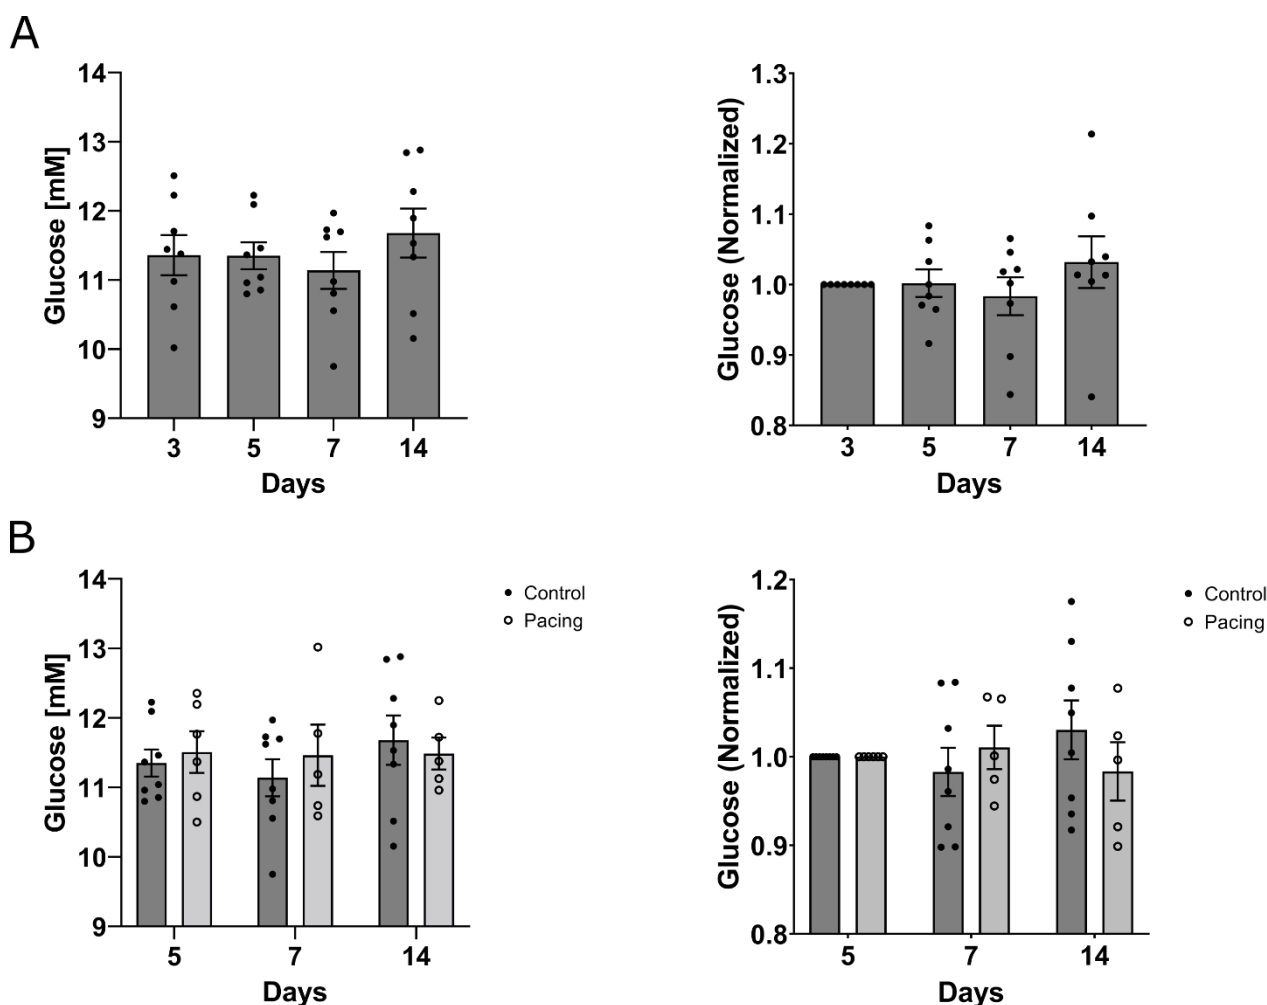 A
14
13
12
11
10
9
Glucose [mM]
3 5 7 14
Days
1.3
1.2
1.1
1.0
0.9
0.8
Glucose (Normalized)
3 5 7 14
Days
B
14
13
12
11
10
9
Glucose [mM]
5 7 14
Days
Control
Pacing
1.2
1.1
1.0
0.9
0.8
Glucose (Normalized)
5 7 14
Days
Control
Pacing